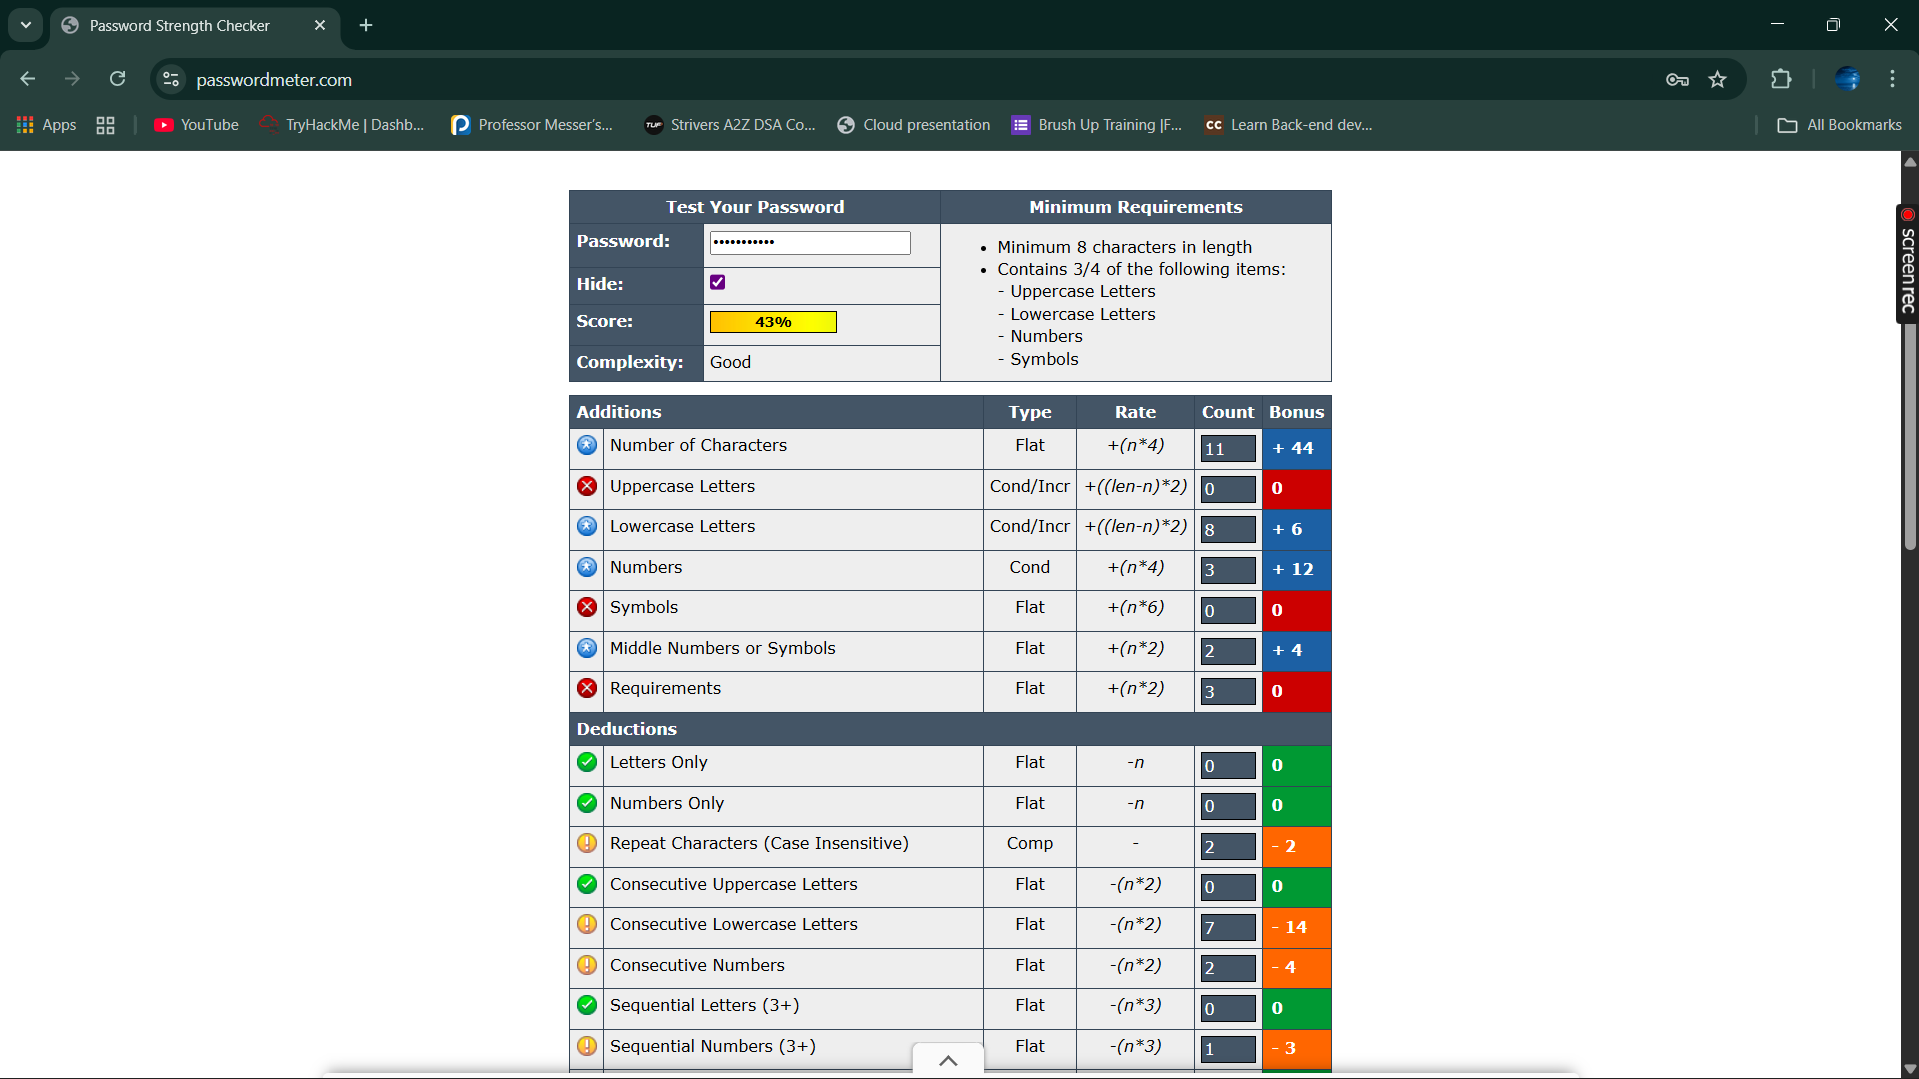 Password Strength Checker
passwordmeter.com
Apps
YouTube
TryHackMe | Dashb...
Professor Messer's...
TUF Strivers A2Z DSA Co...
Cloud presentation
Brush Up Training |F...
CC Learn Back-end dev...
All Bookmarks
screenrec
Test Your Password Minimum Requirements
Password: •••••••••••
Hide:
Score: 43%
Complexity: Good
• Minimum 8 characters in length
• Contains 3/4 of the following items:
- Uppercase Letters
- Lowercase Letters
- Numbers
- Symbols
Additions Type Rate Count Bonus
Number of Characters Flat +(n*4) 11 + 44
Uppercase Letters Cond/Incr +((len-n)*2) 0 0
Lowercase Letters Cond/Incr +((len-n)*2) 8 + 6
Numbers Cond +(n*4) 3 + 12
Symbols Flat +(n*6) 0 0
Middle Numbers or Symbols Flat +(n*2) 2 + 4
Requirements Flat +(n*2) 3 0
Deductions
Letters Only Flat -n 0 0
Numbers Only Flat -n 0 0
Repeat Characters (Case Insensitive) Comp - 2 - 2
Consecutive Uppercase Letters Flat -(n*2) 0 0
Consecutive Lowercase Letters Flat -(n*2) 7 - 14
Consecutive Numbers Flat -(n*2) 2 - 4
Sequential Letters (3+) Flat -(n*3) 0 0
Sequential Numbers (3+) Flat -(n*3) 1 - 3